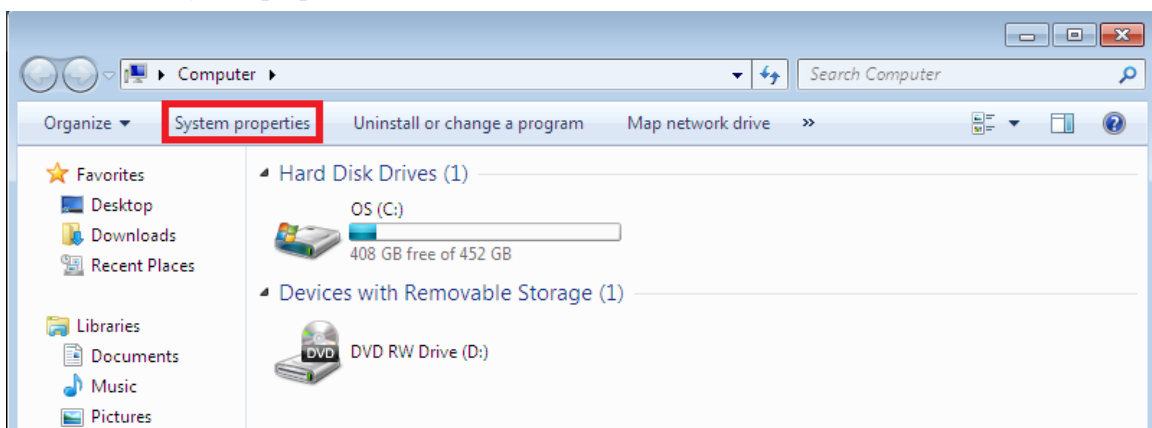 Computer
Search Computer
Organize System properties Uninstall or change a program Map network drive »
Favorites
Desktop
Downloads
Recent Places
Libraries
Documents
Music
Pictures
Hard Disk Drives (1)
OS (C:)
408 GB free of 452 GB
Devices with Removable Storage (1)
DVD
DVD RW Drive (D:)